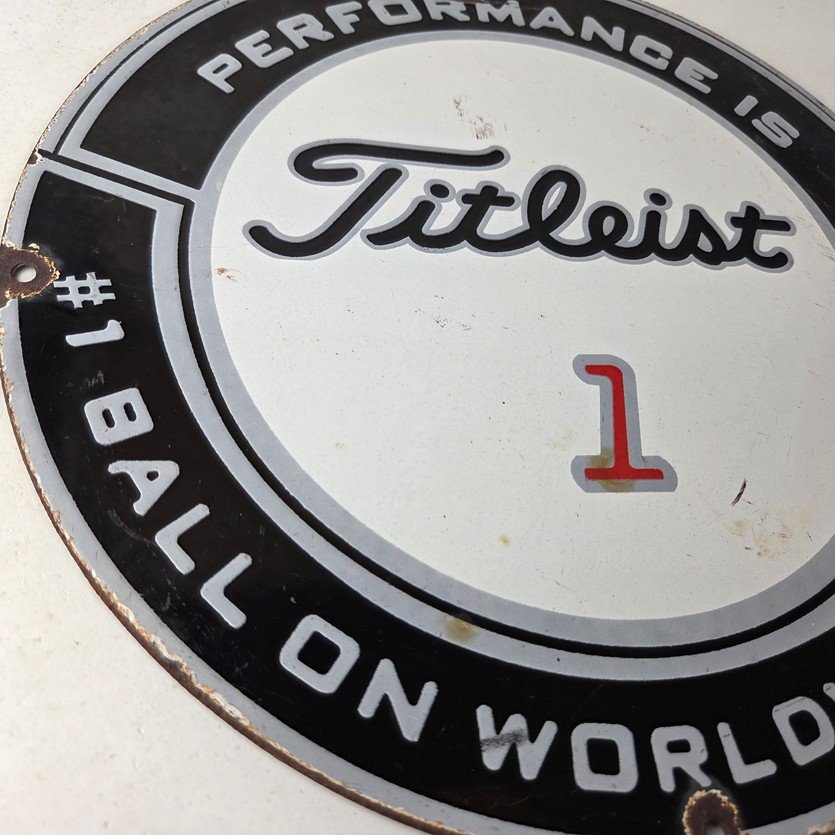 PERFORMANCE IS
Titleist
1
#1 BALL ON WORLD